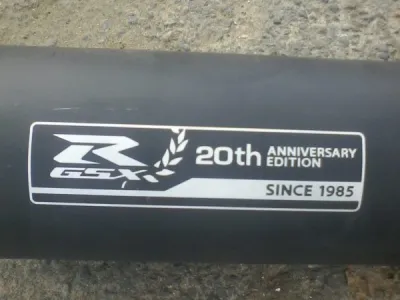 R
GSX
20th ANNIVERSARY EDITION
SINCE 1985